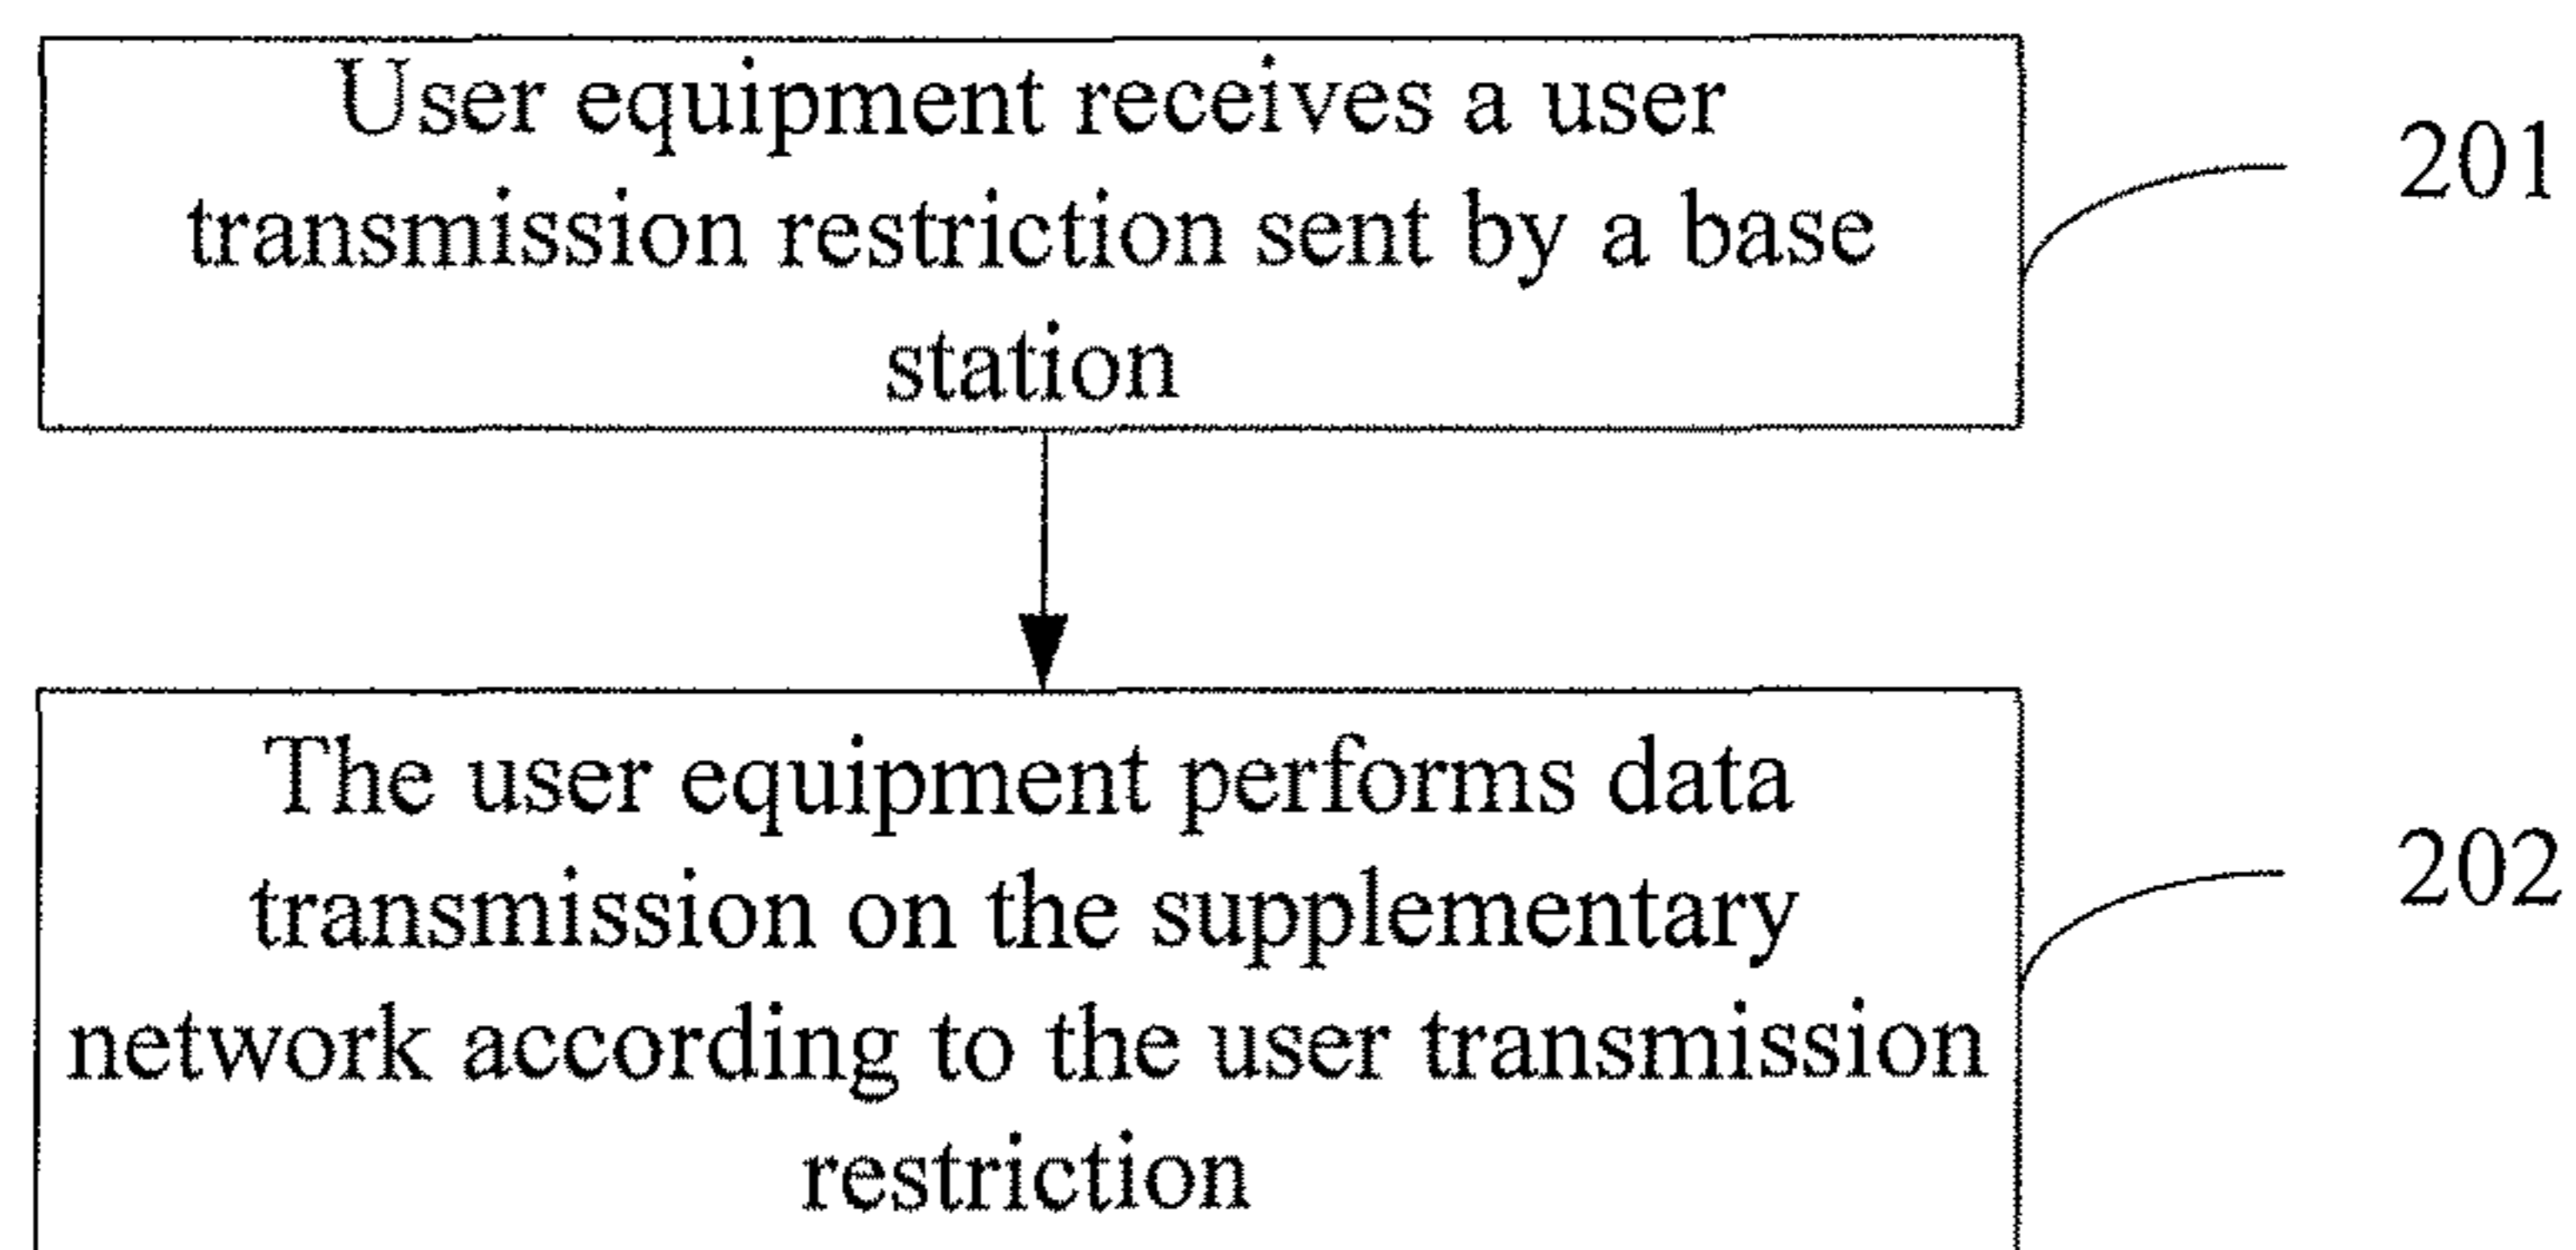 User equipment receives a user
transmission restriction sent by a base
station
201
The user equipment performs data
transmission on the supplementary
network according to the user transmission
restriction
202